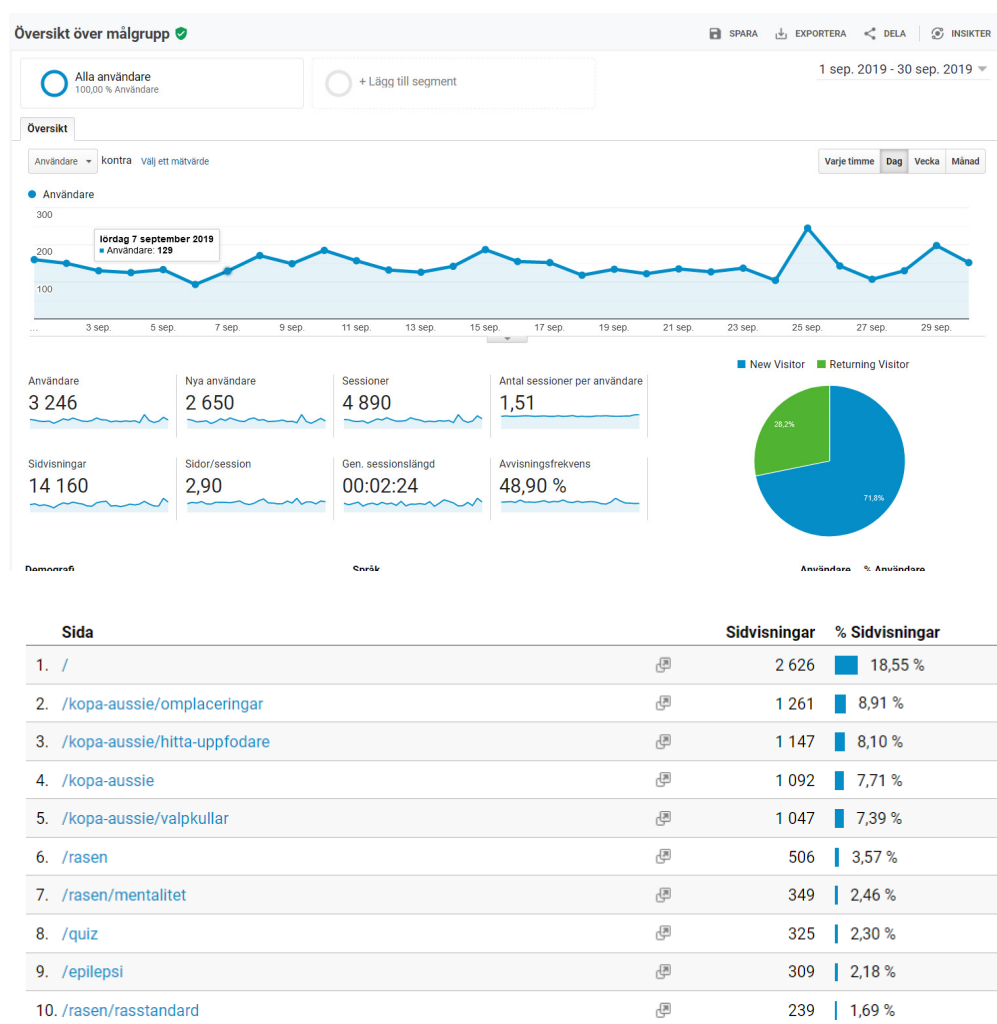 Översikt över målgrupp
SPARA EXPORTERA DELA INSIKTER
Alla användare
100,00 % Användare
+ Lägg till segment
1 sep. 2019 - 30 sep. 2019
Översikt
Användare kontra Välj ett mätvärde
Varje timme Dag Vecka Månad
Användare
300
200
100
lördag 7 september 2019
Användare: 129
... 3 sep. 5 sep. 7 sep. 9 sep. 11 sep. 13 sep. 15 sep. 17 sep. 19 sep. 21 sep. 23 sep. 25 sep. 27 sep. 29 sep.
New Visitor Returning Visitor
Användare Nya användare Sessioner Antal sessioner per användare
3 246 2 650 4 890 1,51
Sidvisningar Sidor/session Gen. sessionslängd Avvisningsfrekvens
14 160 2,90 00:02:24 48,90 %
28,2%
71,8%
Demografi Språk Användare % Användare
Sida Sidvisningar % Sidvisningar
1. / 2 626 18,55 %
2. /kopa-aussie/omplaceringar 1 261 8,91 %
3. /kopa-aussie/hitta-uppfodare 1 147 8,10 %
4. /kopa-aussie 1 092 7,71 %
5. /kopa-aussie/valpkullar 1 047 7,39 %
6. /rasen 506 3,57 %
7. /rasen/mentalitet 349 2,46 %
8. /quiz 325 2,30 %
9. /epilepsi 309 2,18 %
10. /rasen/rasstandard 239 1,69 %